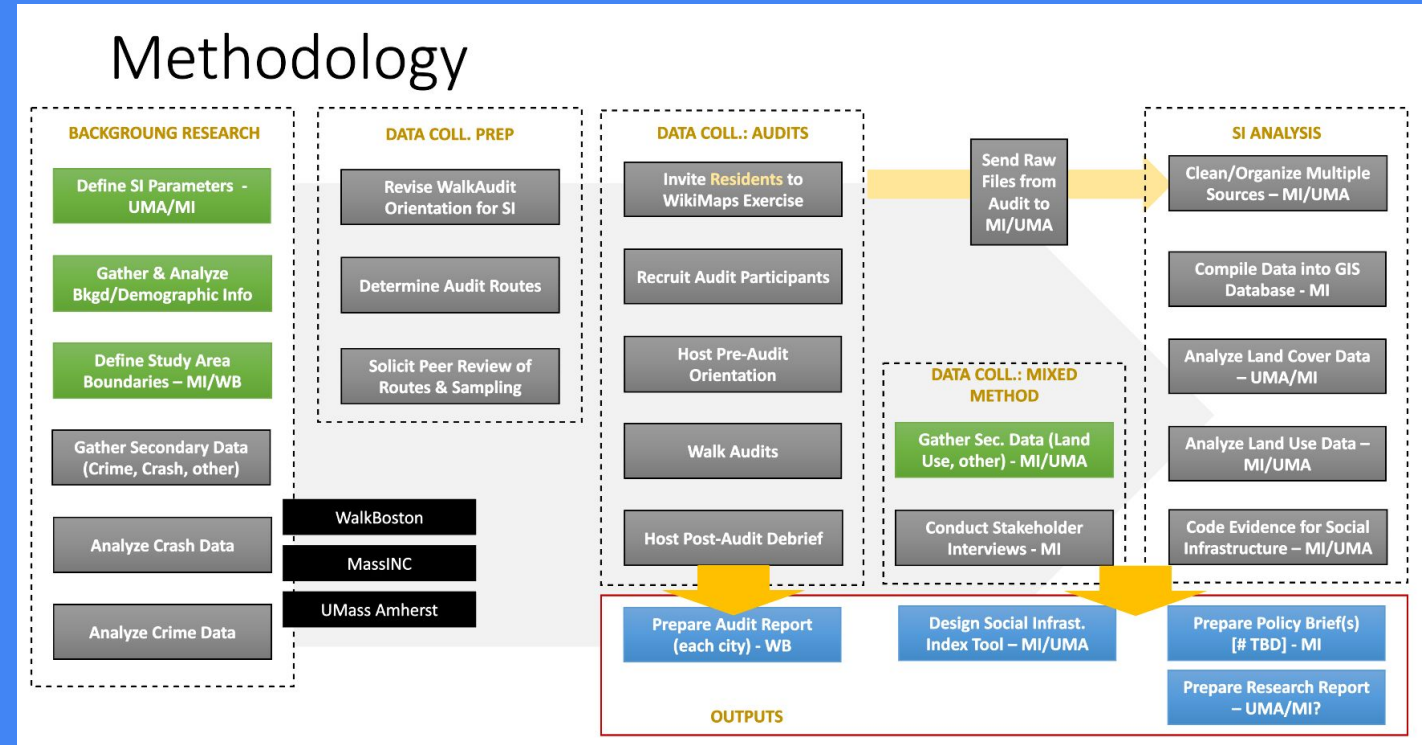 Methodology
BACKGROUNG RESEARCH
Define SI Parameters -
UMA/MI
Gather & Analyze
Bkgd/Demographic Info
Define Study Area
Boundaries – MI/WB
Gather Secondary Data
(Crime, Crash, other)
Analyze Crash Data
Analyze Crime Data
WalkBoston
MassINC
UMass Amherst
DATA COLL. PREP
Revise WalkAudit
Orientation for SI
Determine Audit Routes
Solicit Peer Review of
Routes & Sampling
DATA COLL.: AUDITS
Invite Residents to
WikiMaps Exercise
Recruit Audit Participants
Host Pre-Audit
Orientation
Walk Audits
Host Post-Audit Debrief
Send Raw
Files from
Audit to
MI/UMA
DATA COLL.: MIXED
METHOD
Gather Sec. Data (Land
Use, other) - MI/UMA
Conduct Stakeholder
Interviews - MI
SI ANALYSIS
Clean/Organize Multiple
Sources – MI/UMA
Compile Data into GIS
Database - MI
Analyze Land Cover Data
– UMA/MI
Analyze Land Use Data –
MI/UMA
Code Evidence for Social
Infrastructure – MI/UMA
Prepare Audit Report
(each city) - WB
Design Social Infrast.
Index Tool – MI/UMA
Prepare Policy Brief(s)
[# TBD] - MI
Prepare Research Report
– UMA/MI?
OUTPUTS